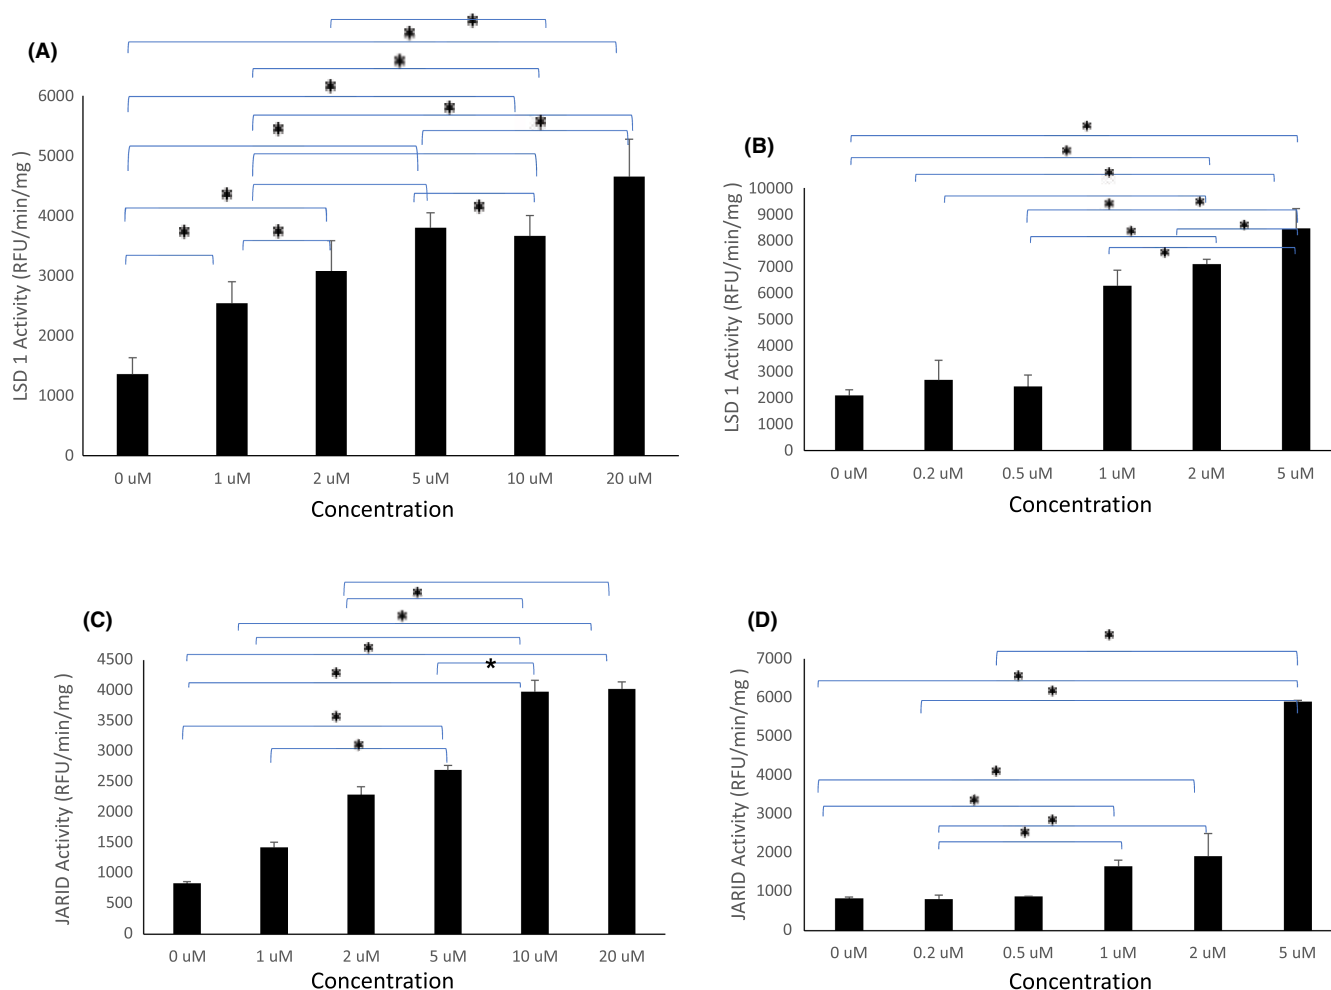 (A)
LSD 1 Activity (RFU/min/mg )
6000
5000
4000
3000
2000
1000
0
0 uM 1 uM 2 uM 5 uM 10 uM 20 uM
Concentration
(B)
LSD 1 Activity (RFU/min/mg )
10000
9000
8000
7000
6000
5000
4000
3000
2000
1000
0
0 uM 0.2 uM 0.5 uM 1 uM 2 uM 5 uM
Concentration
(C)
JARID Activity (RFU/min/mg )
4500
4000
3500
3000
2500
2000
1500
1000
500
0
0 uM 1 uM 2 uM 5 uM 10 uM 20 uM
Concentration
(D)
JARID Activity (RFU/min/mg )
7000
6000
5000
4000
3000
2000
1000
0
0 uM 0.2 uM 0.5 uM 1 uM 2 uM 5 uM
Concentration